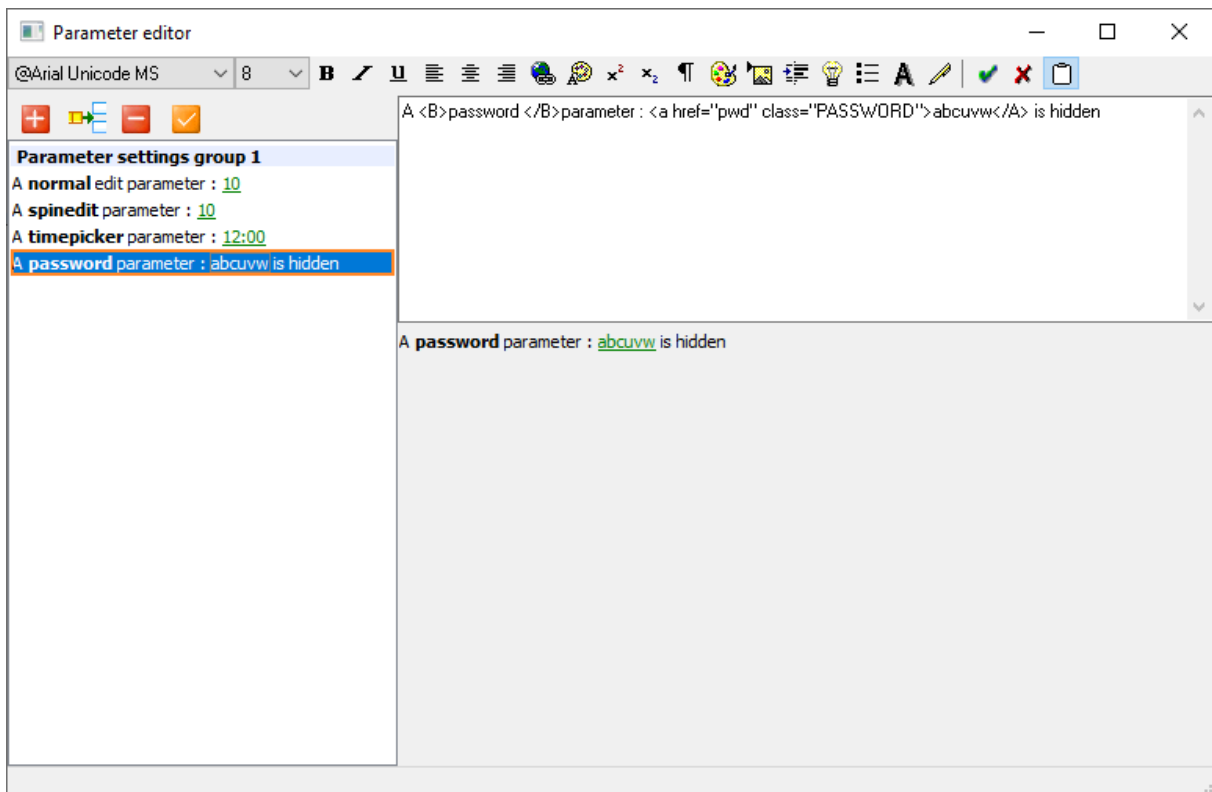 Parameter editor
@Arial Unicode MS 8 B I U x² x₂ ¶ A
A <B>password </B>parameter : <a href="pwd" class="PASSWORD">abcuvw</A> is hidden
Parameter settings group 1
A normal edit parameter : 10
A spinedit parameter : 10
A timepicker parameter : 12:00
A password parameter : abcuvw is hidden
A password parameter : abcuvw is hidden